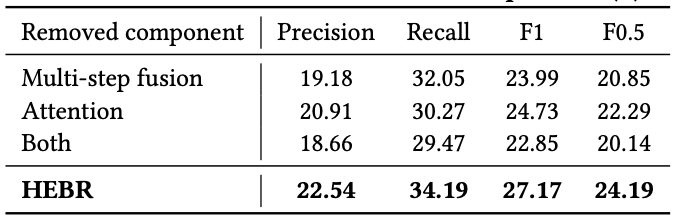 Removed component Precision Recall F1 F0.5
Multi-step fusion 19.18 32.05 23.99 20.85
Attention 20.91 30.27 24.73 22.29
Both 18.66 29.47 22.85 20.14
HEBR 22.54 34.19 27.17 24.19